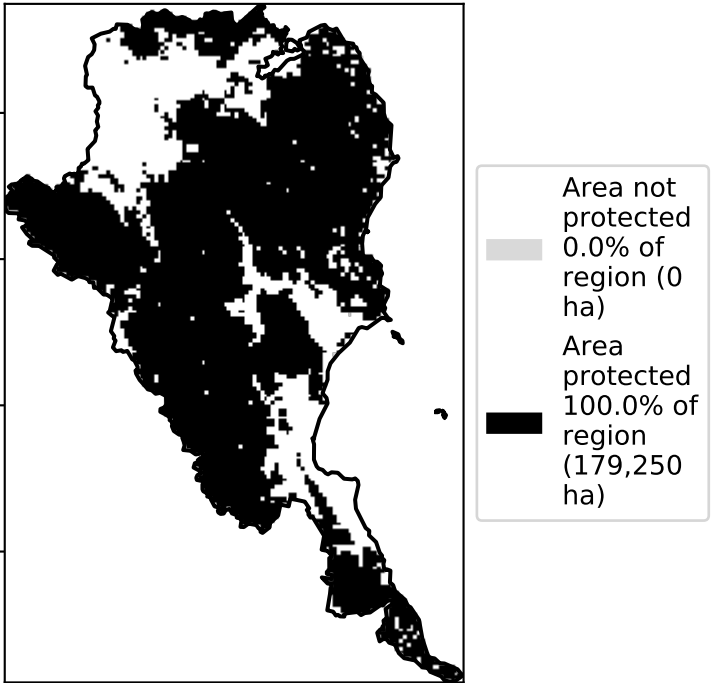 Area not
protected
0.0% of
region (0
ha)
Area
protected
100.0% of
region
(179,250
ha)